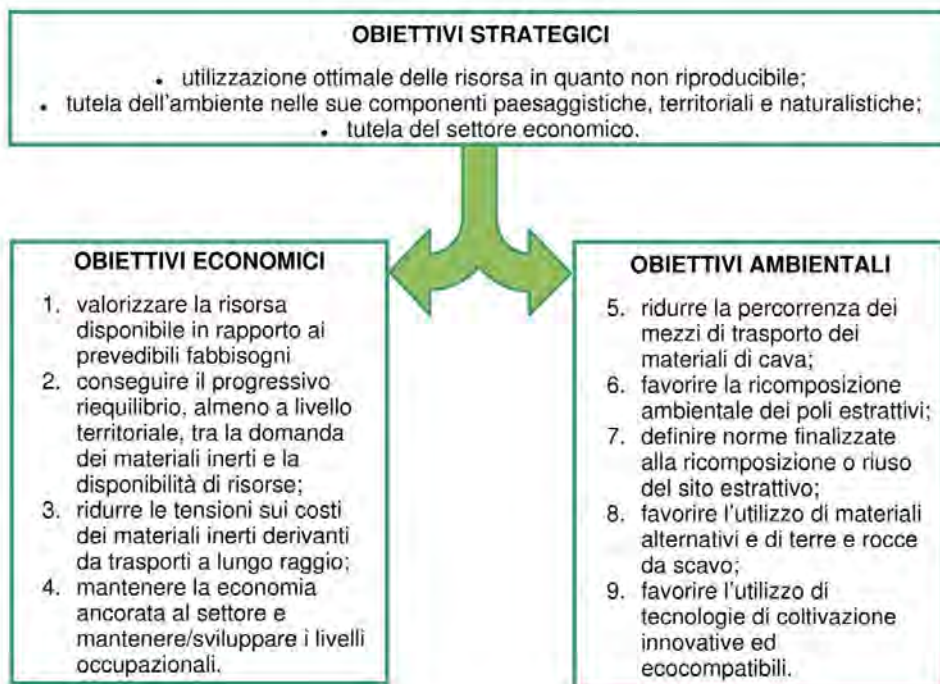 OBIETTIVI STRATEGICI
• utilizzazione ottimale delle risorsa in quanto non riproducibile;
• tutela dell'ambiente nelle sue componenti paesaggistiche, territoriali e naturalistiche;
• tutela del settore economico.
OBIETTIVI ECONOMICI
1. valorizzare la risorsa
disponibile in rapporto ai
prevedibili fabbisogni
2. conseguire il progressivo
riequilibrio, almeno a livello
territoriale, tra la domanda
dei materiali inerti e la
disponibilità di risorse;
3. ridurre le tensioni sui costi
dei materiali inerti derivanti
da trasporti a lungo raggio;
4. mantenere la economia
ancorata al settore e
mantenere/sviluppare i livelli
occupazionali.
OBIETTIVI AMBIENTALI
5. ridurre la percorrenza dei
mezzi di trasporto dei
materiali di cava;
6. favorire la ricomposizione
ambientale dei poli estrattivi;
7. definire norme finalizzate
alla ricomposizione o riuso
del sito estrattivo;
8. favorire l'utilizzo di materiali
alternativi e di terre e rocce
da scavo;
9. favorire l'utilizzo di
tecnologie di coltivazione
innovative ed
ecocompatibili.